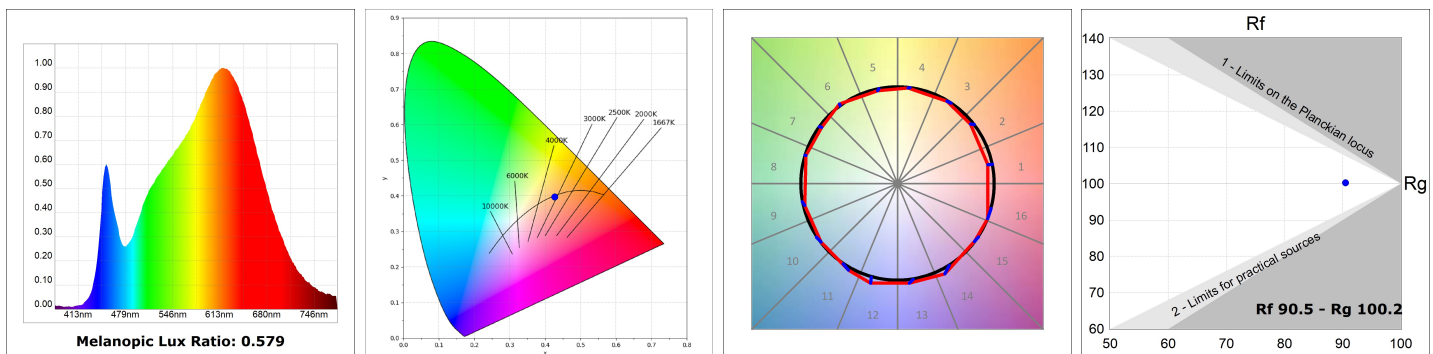 1.00
0.90
0.80
0.70
0.60
0.50
0.40
0.30
0.20
0.10
0.00
413nm 479nm 546nm 613nm 680nm 746nm
Melanopic Lux Ratio: 0.579
0.9
0.8
0.7
0.6
0.5
0.4
0.3
0.2
0.1
0.0
y
0.0 0.1 0.2 0.3 0.4 0.5 0.6 0.7 0.8
x
10000K
6000K
4000K
3000K
2500K
2000K
1667K
1
2
3
4
5
6
7
8
9
10
11
12
13
14
15
16
Rf
140
130
120
110
100
90
80
70
60
50 60 70 80 90 100
Rg
1 - Limits on the Planckian locus
2 - Limits for practical sources
Rf 90.5 - Rg 100.2